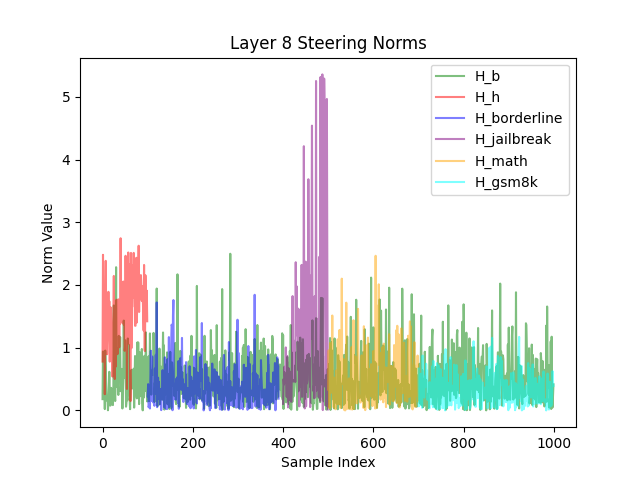 Layer 8 Steering Norms
Norm Value
5
4
3
2
1
0
H_b
H_h
H_borderline
H_jailbreak
H_math
H_gsm8k
0 200 400 600 800 1000
Sample Index